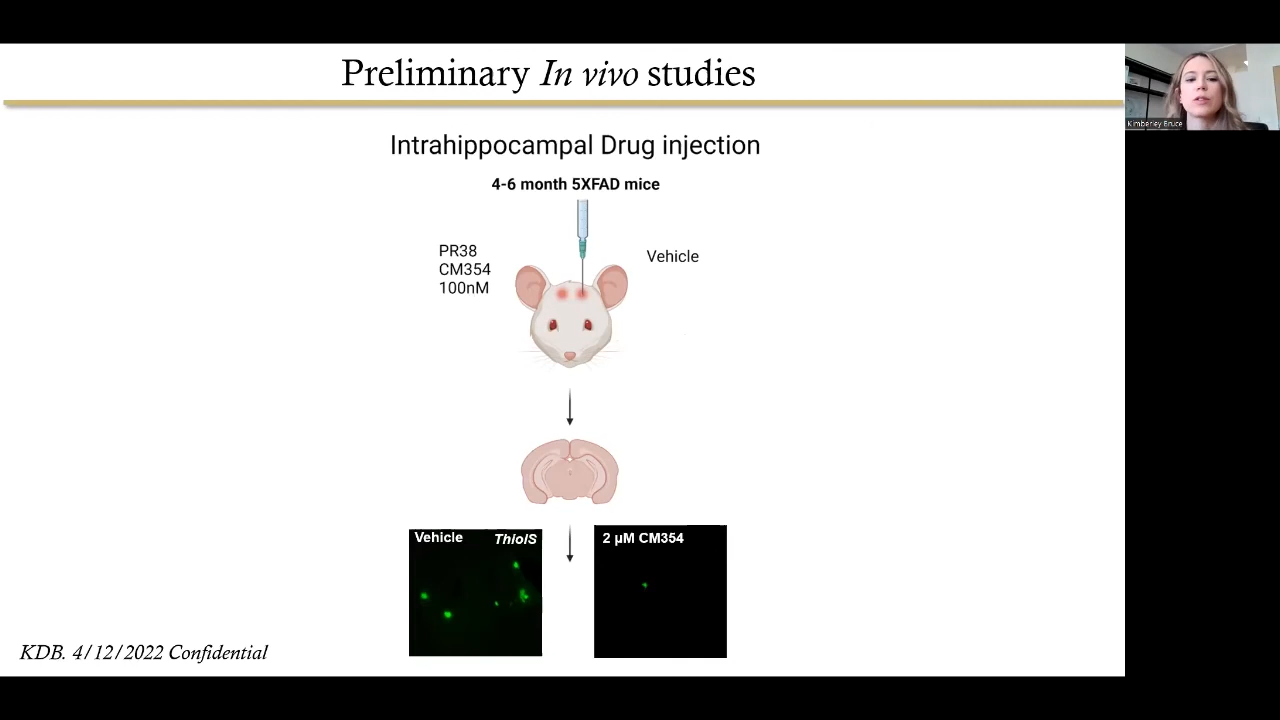 Preliminary In vivo studies
Kimberley Bruce
Intrahippocampal Drug injection
4-6 month 5XFAD mice
PR38
CM354
100nM
Vehicle
Vehicle
ThiolS
2 µM CM354
KDB. 4/12/2022 Confidential